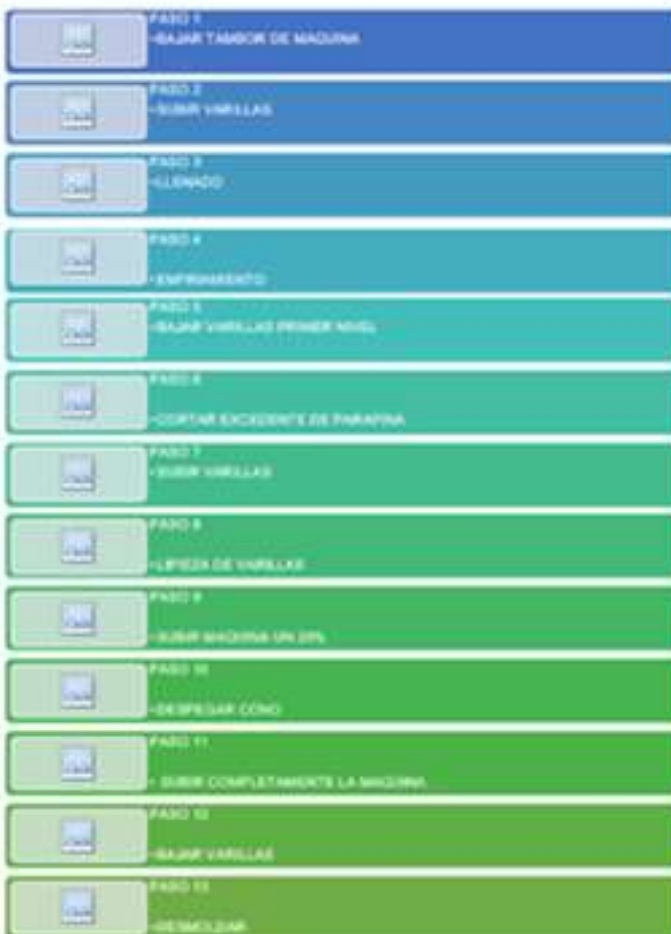 PASO 1
•BAJAR TAMBOR DE MAQUINA
PASO 2
•SUBIR VARILLAS
PASO 3
•LLENADO
PASO 4
•ENFRIAMIENTO
PASO 5
•BAJAR VARILLAS PRIMER NIVEL
PASO 6
•CORTAR EXCEDENTE DE PARAFINA
PASO 7
•SUBIR VARILLAS
PASO 8
•LIPIEZA DE VARILLAS
PASO 9
•SUBIR MAQUINA UN 20%
PASO 10
•DESPEGAR CONO
PASO 11
• SUBIR COMPLETAMENTE LA MAQUINA
PASO 12
•BAJAR VARILLAS
PASO 13
•DESMOLDAR